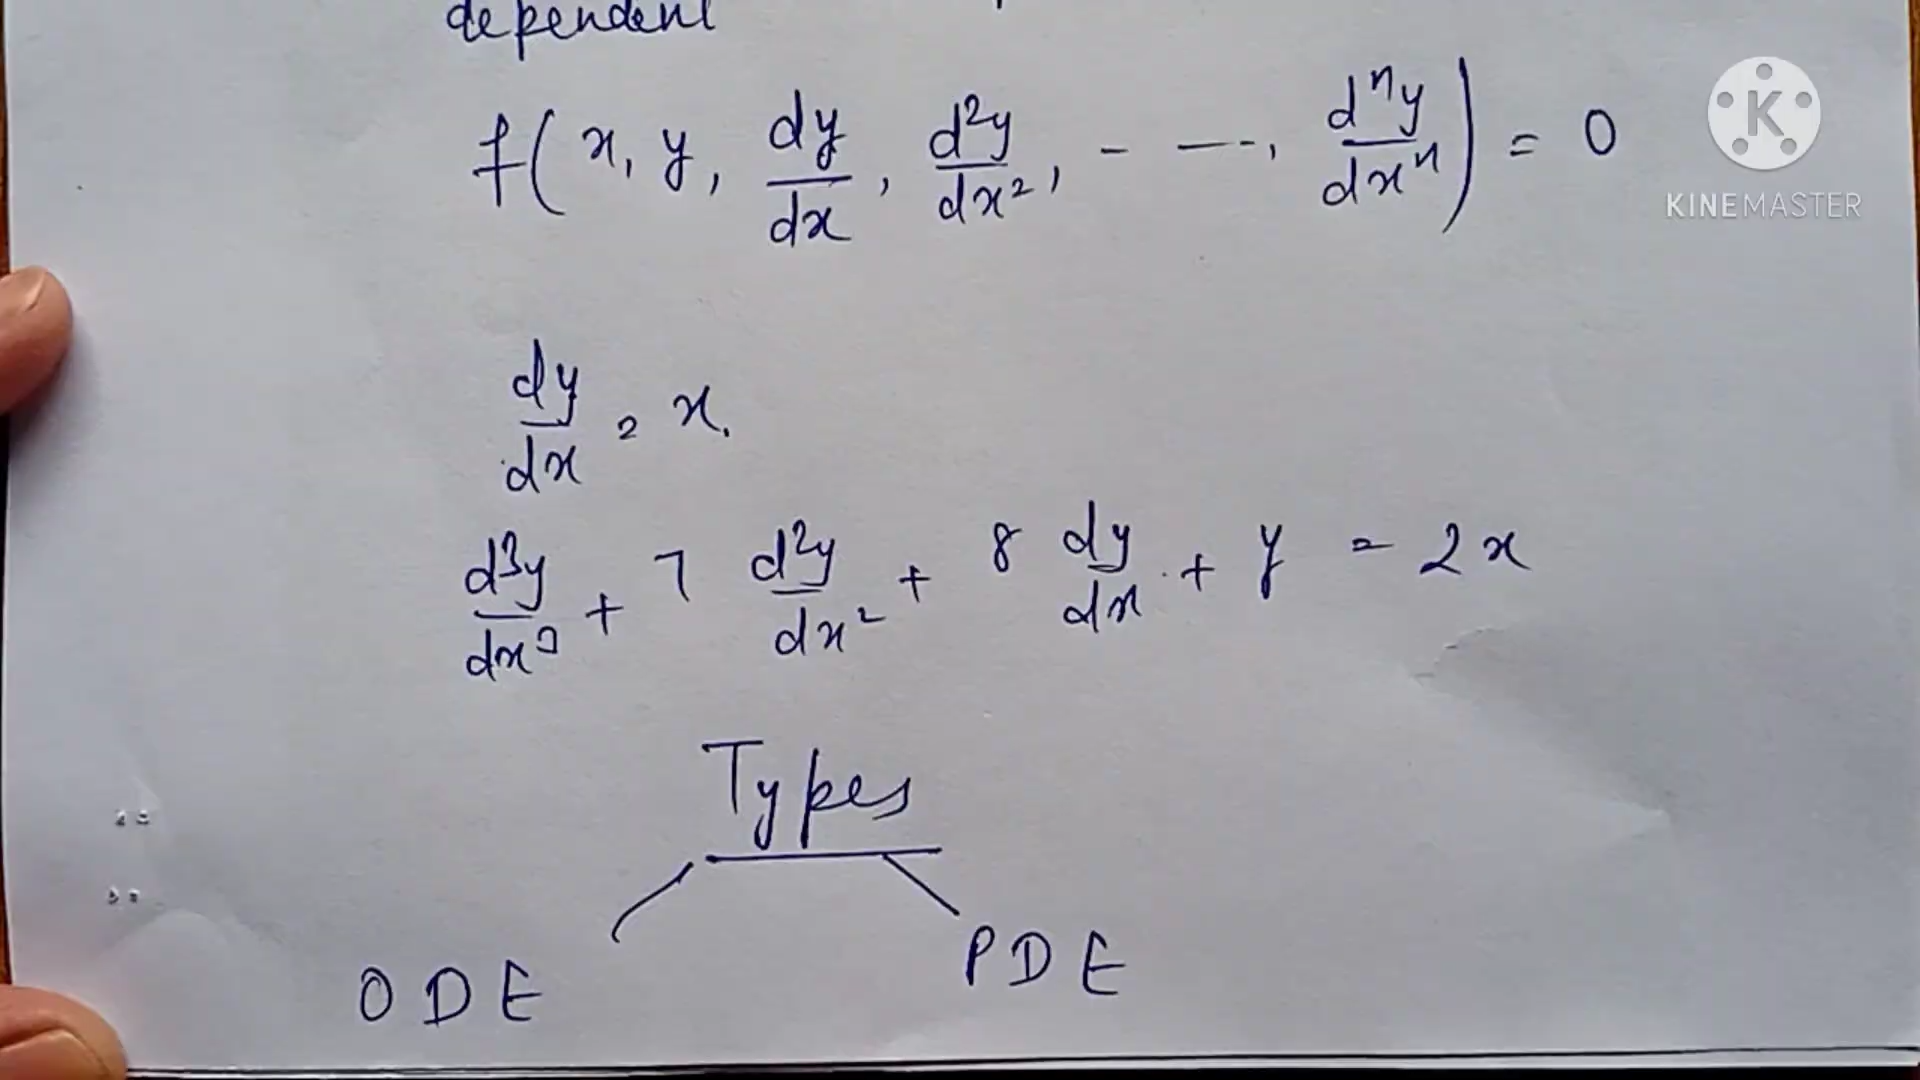 dependent
f(x, y, dy/dx, d²y/dx², - ---, dⁿy/dxⁿ) = 0
dy/dx = x.
d³y/dx³ + 7 d²y/dx² + 8 dy/dx + y = 2x
Types
ODE PDE
K
KINEMASTER